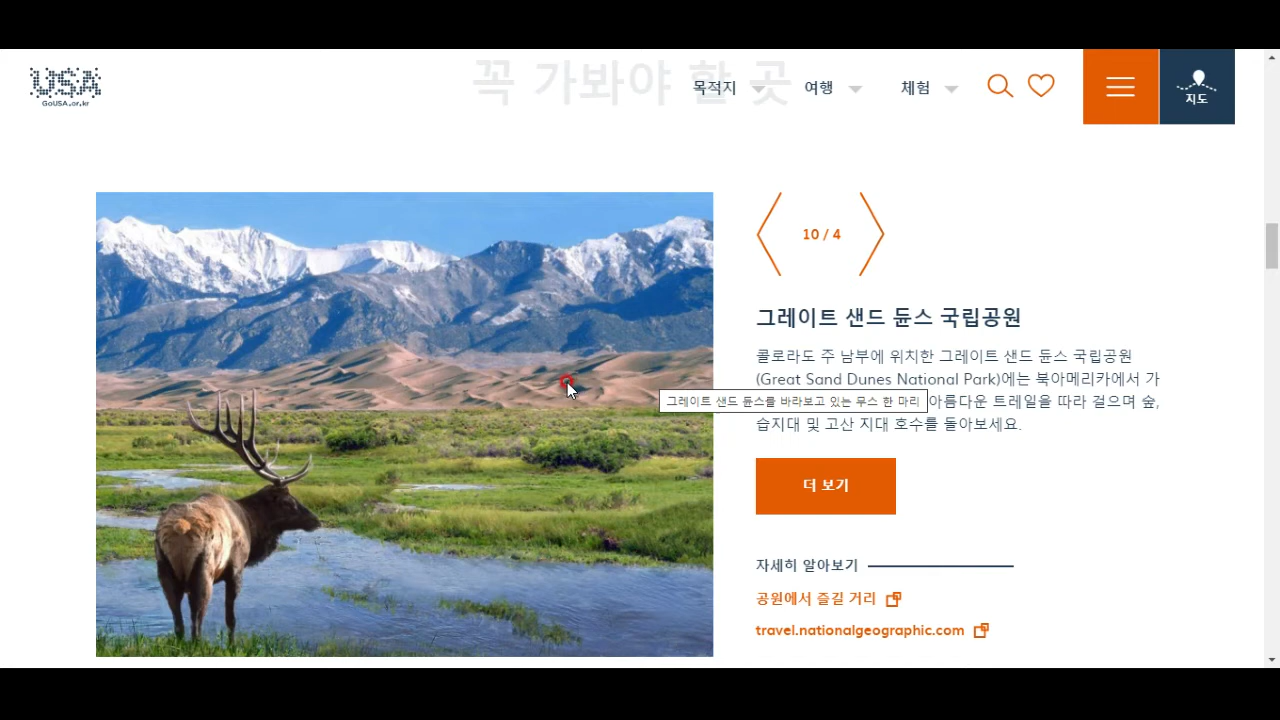 꼭 가봐야 할 곳
USA
GoUSA.or.kr
목적지
여행
체험
지도
10 / 4
그레이트 샌드 듄스 국립공원
콜로라도 주 남부에 위치한 그레이트 샌드 듄스 국립공원
(Great Sand Dunes National Park)에는 북아메리카에서 가
그레이트 샌드 듄스를 바라보고 있는 무스 한 마리
아름다운 트레일을 따라 걸으며 숲,
습지대 및 고산 지대 호수를 돌아보세요.
더 보기
자세히 알아보기
공원에서 즐길 거리
travel.nationalgeographic.com